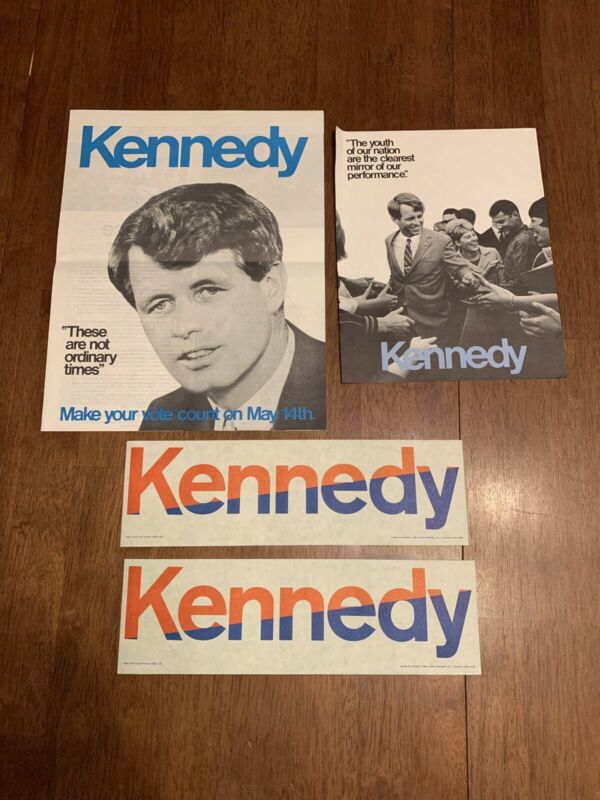 Kennedy
"These
are not
ordinary
times"
Make your vote count on May 14th.
"The youth
of our nation
are the clearest
mirror of our
performance."
Kennedy
Kennedy
Kennedy